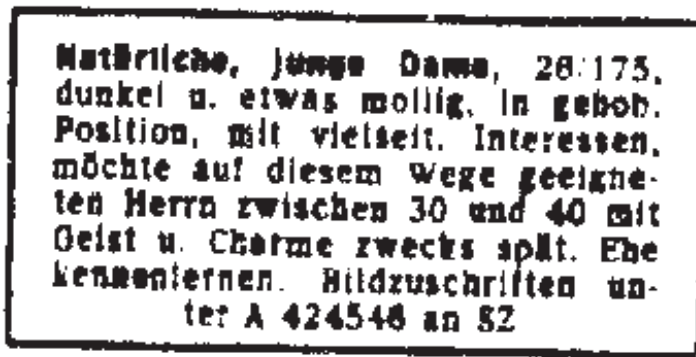 Natürliche, junge Dame, 26/175,
dunkel u. etwas mollig, in gehob.
Position, mit vielseit. Interessen,
möchte auf diesem Wege geeigne-
ten Herrn zwischen 30 und 40 mit
Geist u. Charme zwecks spät. Ehe
kennenlernen. Bildzuschriften un-
ter A 424546 an SZ